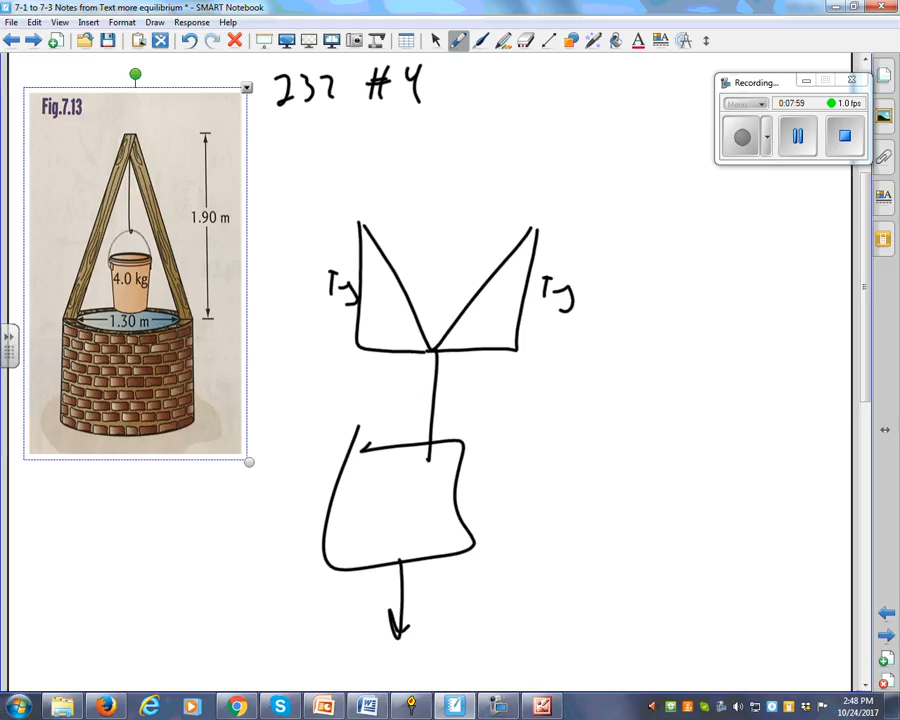 7-1 to 7-3 Notes from Text more equilibrium * - SMART Notebook
File Edit View Insert Format Draw Response Help
237 #4
Fig.7.13
Recording...
Menu
0:07:59
1.0 fps
1.90 m
4.0 kg
1.30 m
Ty
Ty
2:48 PM
10/24/2017